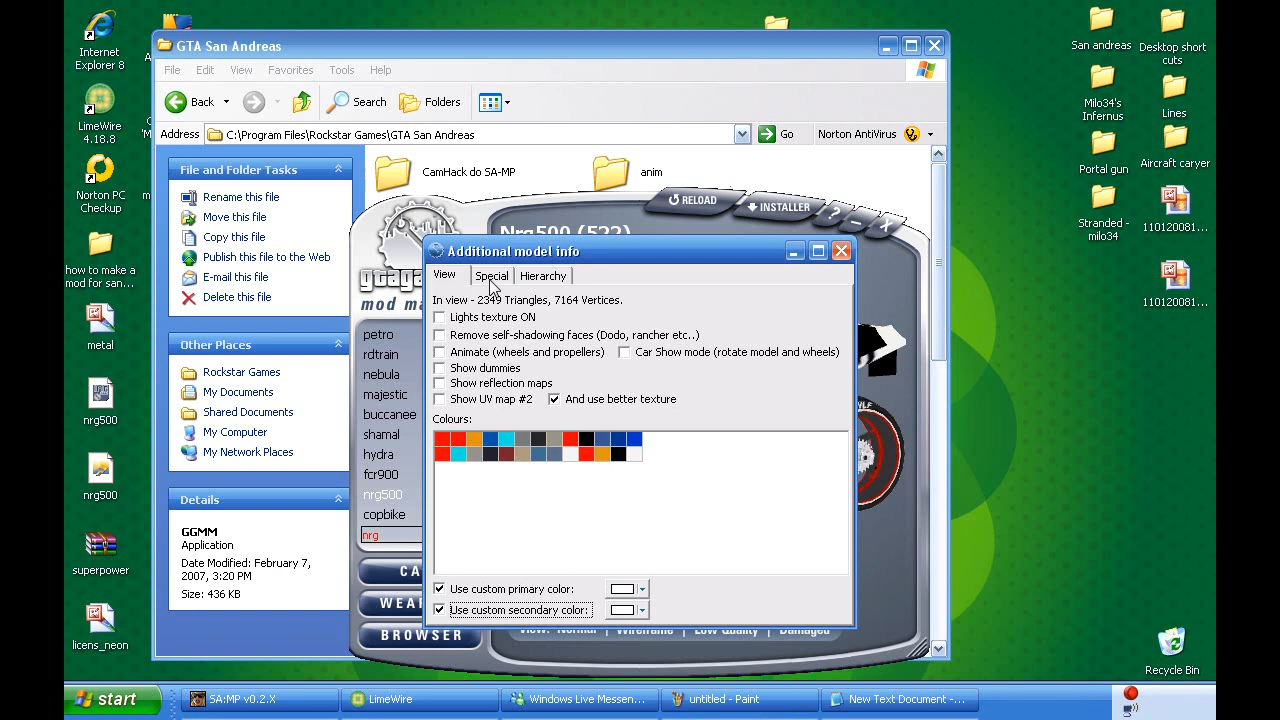 Internet
Explorer 8
LimeWire
4.18.8
Norton PC
Checkup
how to make a
mod for san...
metal
nrg500
nrg500
superpower
licens_neon
GTA San Andreas
File Edit View Favorites Tools Help
Back Search Folders
Address C:\Program Files\Rockstar Games\GTA San Andreas Go Norton AntiVirus
File and Folder Tasks
Rename this file
Move this file
Copy this file
Publish this file to the Web
E-mail this file
Delete this file
Other Places
Rockstar Games
My Documents
Shared Documents
My Computer
My Network Places
Details
GGMM
Application
Date Modified: February 7,
2007, 3:20 PM
Size: 436 KB
CamHack do SA-MP anim
RELOAD INSTALLER ? – X
Nrg500 (522)
mod ma
petro
rdtrain
nebula
majestic
buccanee
shamal
hydra
fcr900
nrg500
copbike
nrg
CA
WEA
BROWSER
Additional model info
View Special Hierarchy
In view - 2349 Triangles, 7164 Vertices.
Lights texture ON
Remove self-shadowing faces (Dodo, rancher etc..)
Animate (wheels and propellers) Car Show mode (rotate model and wheels)
Show dummies
Show reflection maps
Show UV map #2 And use better texture
Colours:
Use custom primary color:
Use custom secondary color:
View: Normal | Wireframe | Low Quality | Damaged
San andreas
Desktop short
cuts
Milo34's
Infernus
Lines
Portal gun
Aircraft caryer
Stranded -
milo34
110120081...
110120081...
Recycle Bin
start SA:MP v0.2.X LimeWire Windows Live Messen... untitled - Paint New Text Document -...